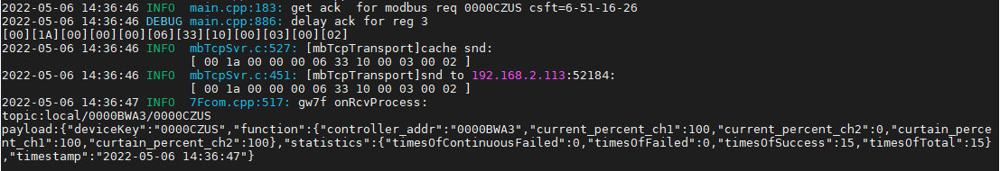 2022-05-06 14:36:46 INFO  main.cpp:183: get ack  for modbus req 0000CZUS csft=6-51-16-26
2022-05-06 14:36:46 DEBUG main.cpp:886: delay ack for reg 3
[00][1A][00][00][00][06][33][10][00][03][00][02]
2022-05-06 14:36:46 INFO  mbTcpSvr.c:527: [mbTcpTransport]cache snd:
[ 00 1a 00 00 00 06 33 10 00 03 00 02 ]
2022-05-06 14:36:46 INFO  mbTcpSvr.c:451: [mbTcpTransport]snd to 192.168.2.113:52184:
[ 00 1a 00 00 00 06 33 10 00 03 00 02 ]
2022-05-06 14:36:47 INFO  7Fcom.cpp:517: gw7f onRcvProcess:
topic:local/0000BWA3/0000CZUS
payload:{"deviceKey":"0000CZUS","function":{"controller_addr":"0000BWA3","current_percent_ch1":100,"current_percent_ch2":0,"curtain_perce
nt_ch1":100,"curtain_percent_ch2":100},"statistics":{"timesOfContinuousFailed":0,"timesOfFailed":0,"timesOfSuccess":15,"timesOfTotal":15}
,"timestamp":"2022-05-06 14:36:47"}